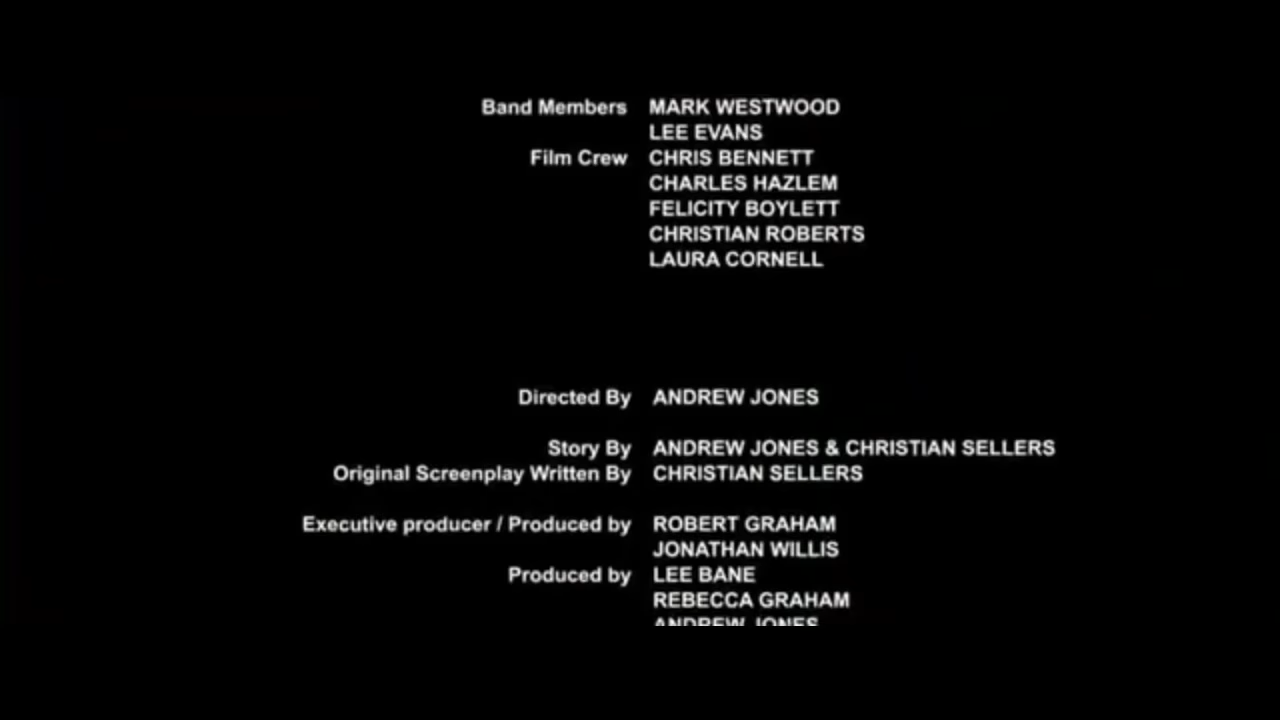 Band Members MARK WESTWOOD
LEE EVANS
Film Crew CHRIS BENNETT
CHARLES HAZLEM
FELICITY BOYLETT
CHRISTIAN ROBERTS
LAURA CORNELL
Directed By ANDREW JONES
Story By ANDREW JONES & CHRISTIAN SELLERS
Original Screenplay Written By CHRISTIAN SELLERS
Executive producer / Produced by ROBERT GRAHAM
JONATHAN WILLIS
Produced by LEE BANE
REBECCA GRAHAM
ANDREW JONES